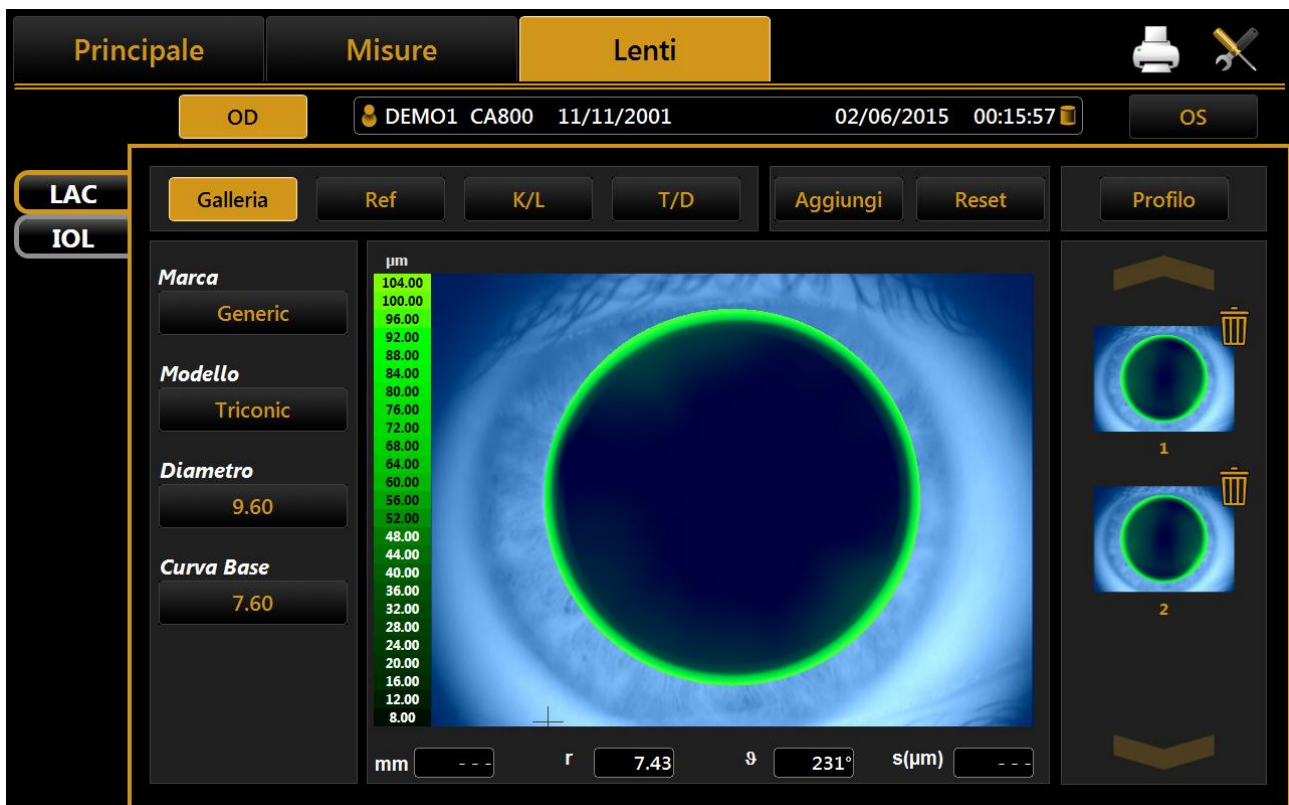 Principale Misure Lenti
OD DEMO1 CA800 11/11/2001 02/06/2015 00:15:57 OS
LAC
IOL
Galleria Ref K/L T/D Aggiungi Reset Profilo
Marca
Generic
Modello
Triconic
Diametro
9.60
Curva Base
7.60
µm
104.00
100.00
96.00
92.00
88.00
84.00
80.00
76.00
72.00
68.00
64.00
60.00
56.00
52.00
48.00
44.00
40.00
36.00
32.00
28.00
24.00
20.00
16.00
12.00
8.00
mm - - - r 7.43 ϑ 231° s(µm) - - -
1
2